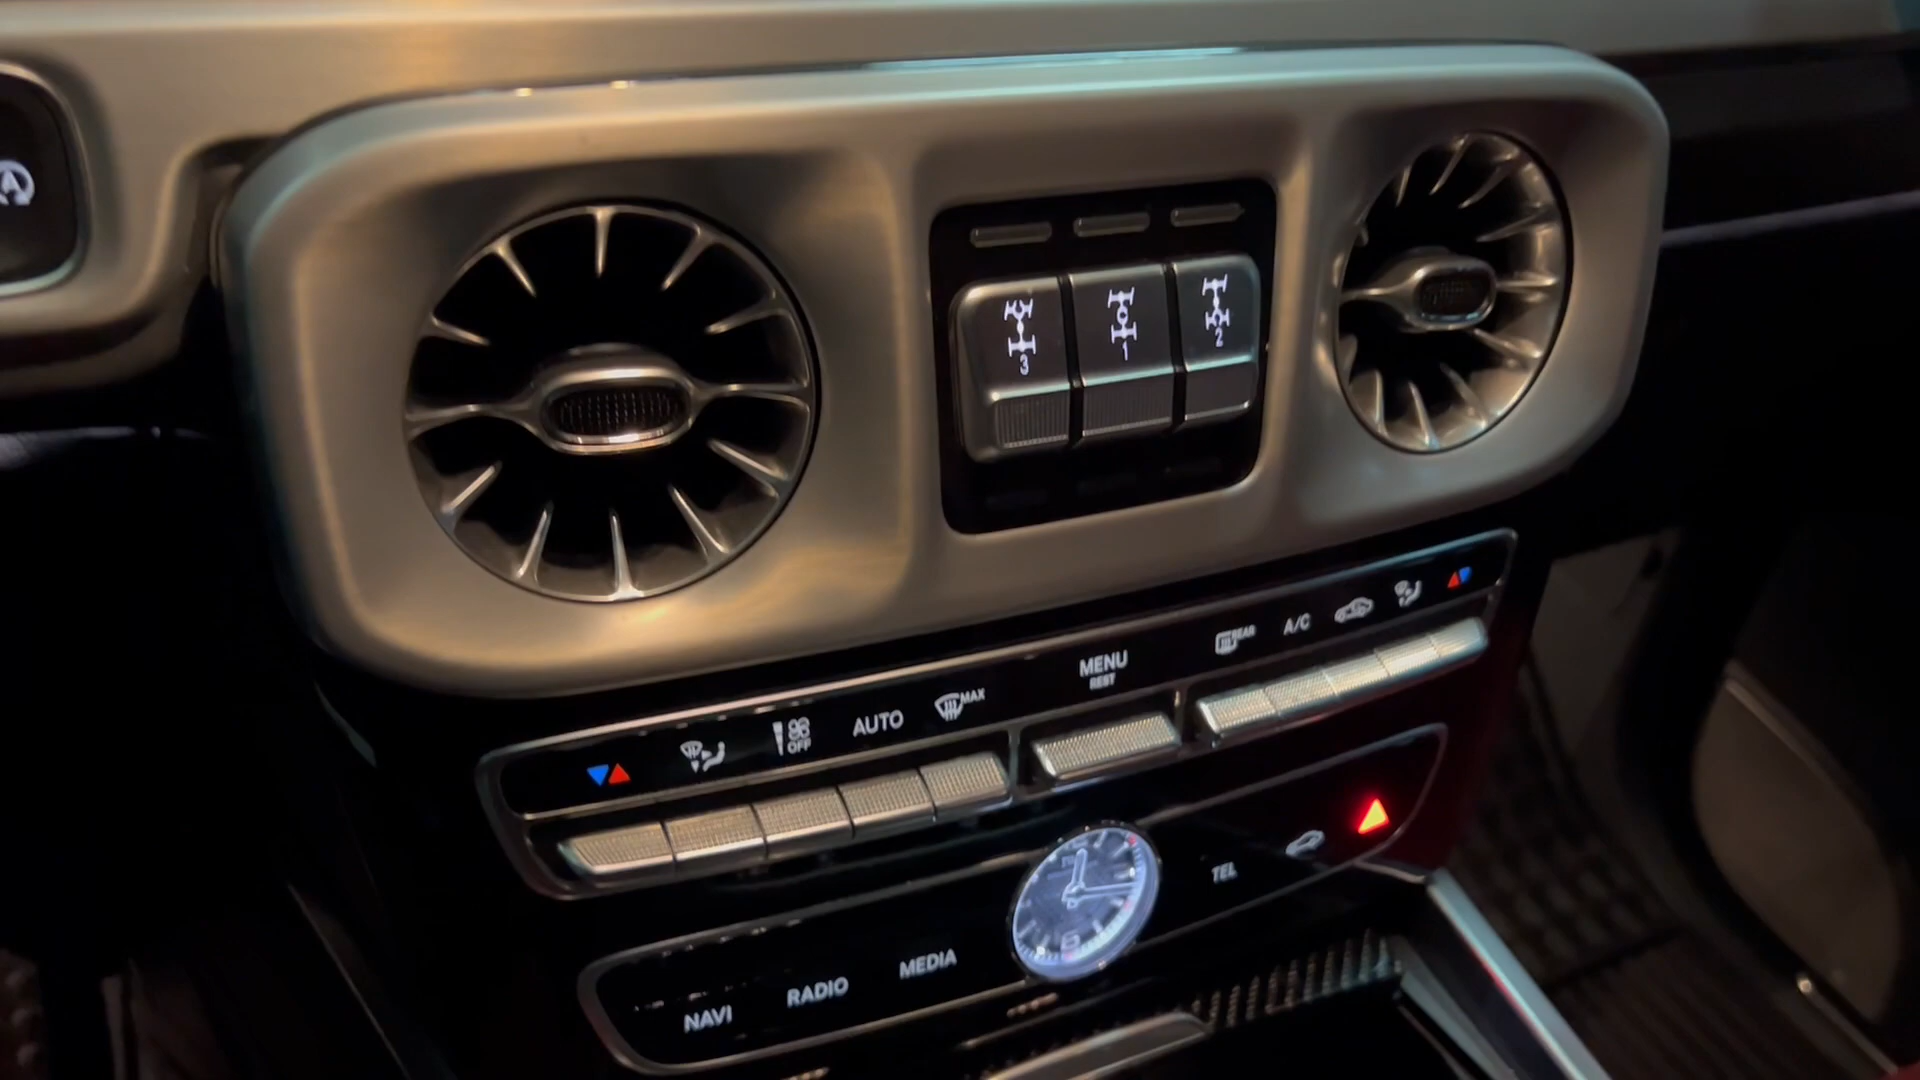 A
3
1
2
REAR
A/C
MENU
REST
MAX
AUTO
OFF
TEL
MEDIA
RADIO
NAVI